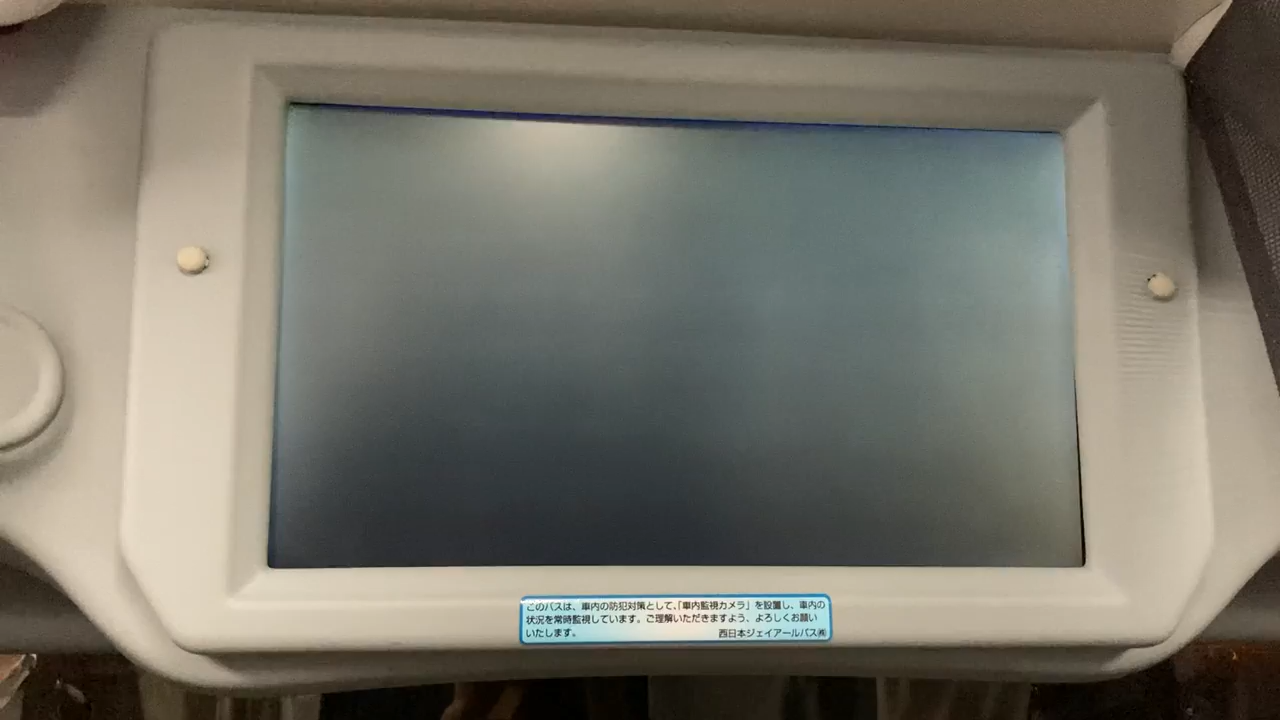 このバスは、車内の防犯対策として、「車内監視カメラ」を設置し、車内の
状況を常時監視しています。ご理解いただきますよう、よろしくお願い
いたします。
西日本ジェイアールバス㈱